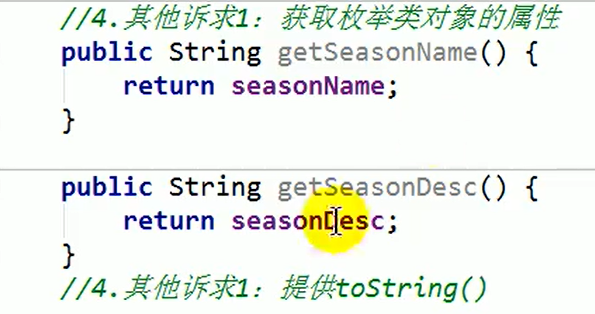 //4.其他诉求1：获取枚举类对象的属性
public String getSeasonName() {
return seasonName;
}
public String getSeasonDesc() {
return seasonDesc;
}
//4.其他诉求1：提供toString()